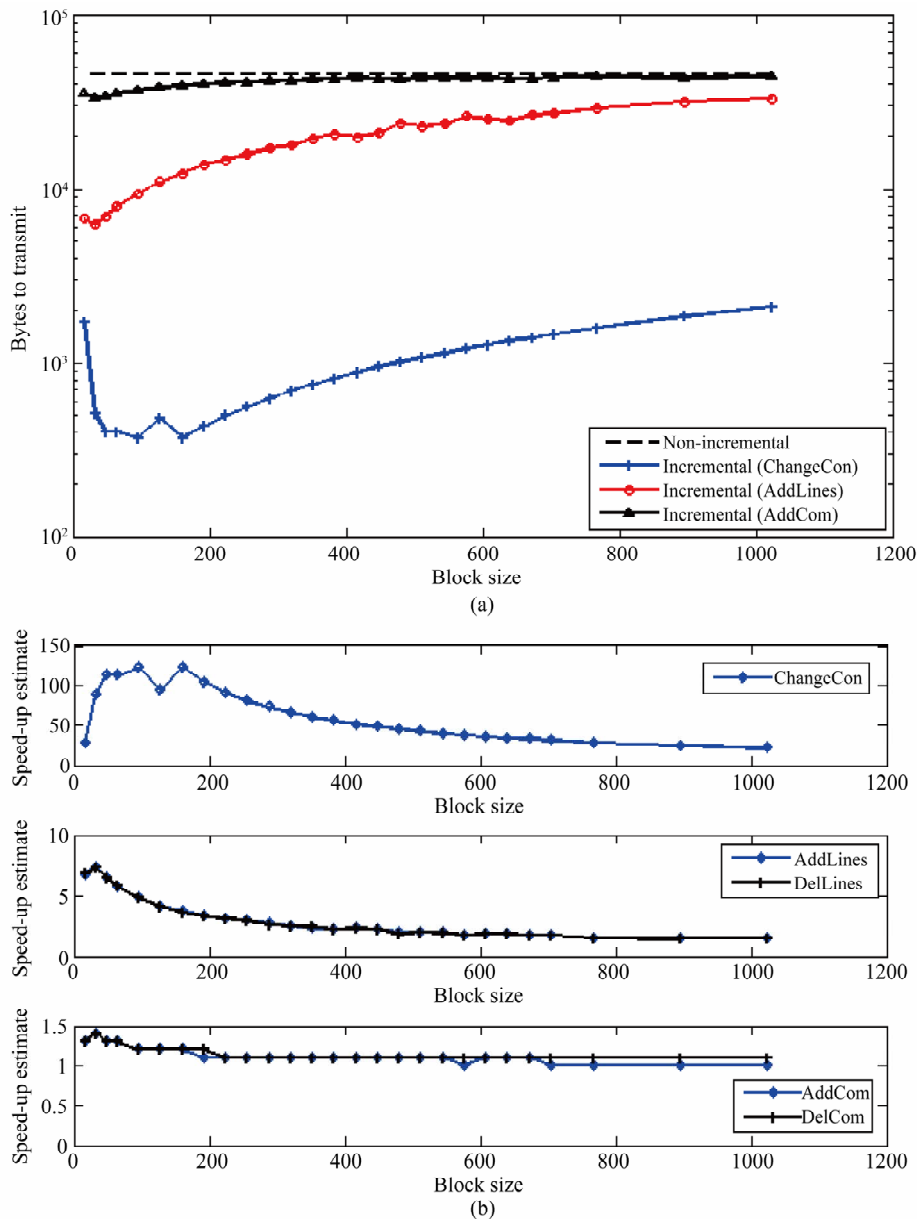 10^5
10^4
10^3
10^2
Bytes to transmit
Non-incremental
Incremental (ChangeCon)
Incremental (AddLines)
Incremental (AddCom)
0 200 400 600 800 1000 1200
Block size
(a)
150
100
50
0
Speed-up estimate
ChangeCon
0 200 400 600 800 1000 1200
Block size
10
5
0
Speed-up estimate
AddLines
DelLines
0 200 400 600 800 1000 1200
Block size
1.5
1
0.5
0
Speed-up estimate
AddCom
DelCom
0 200 400 600 800 1000 1200
Block size
(b)